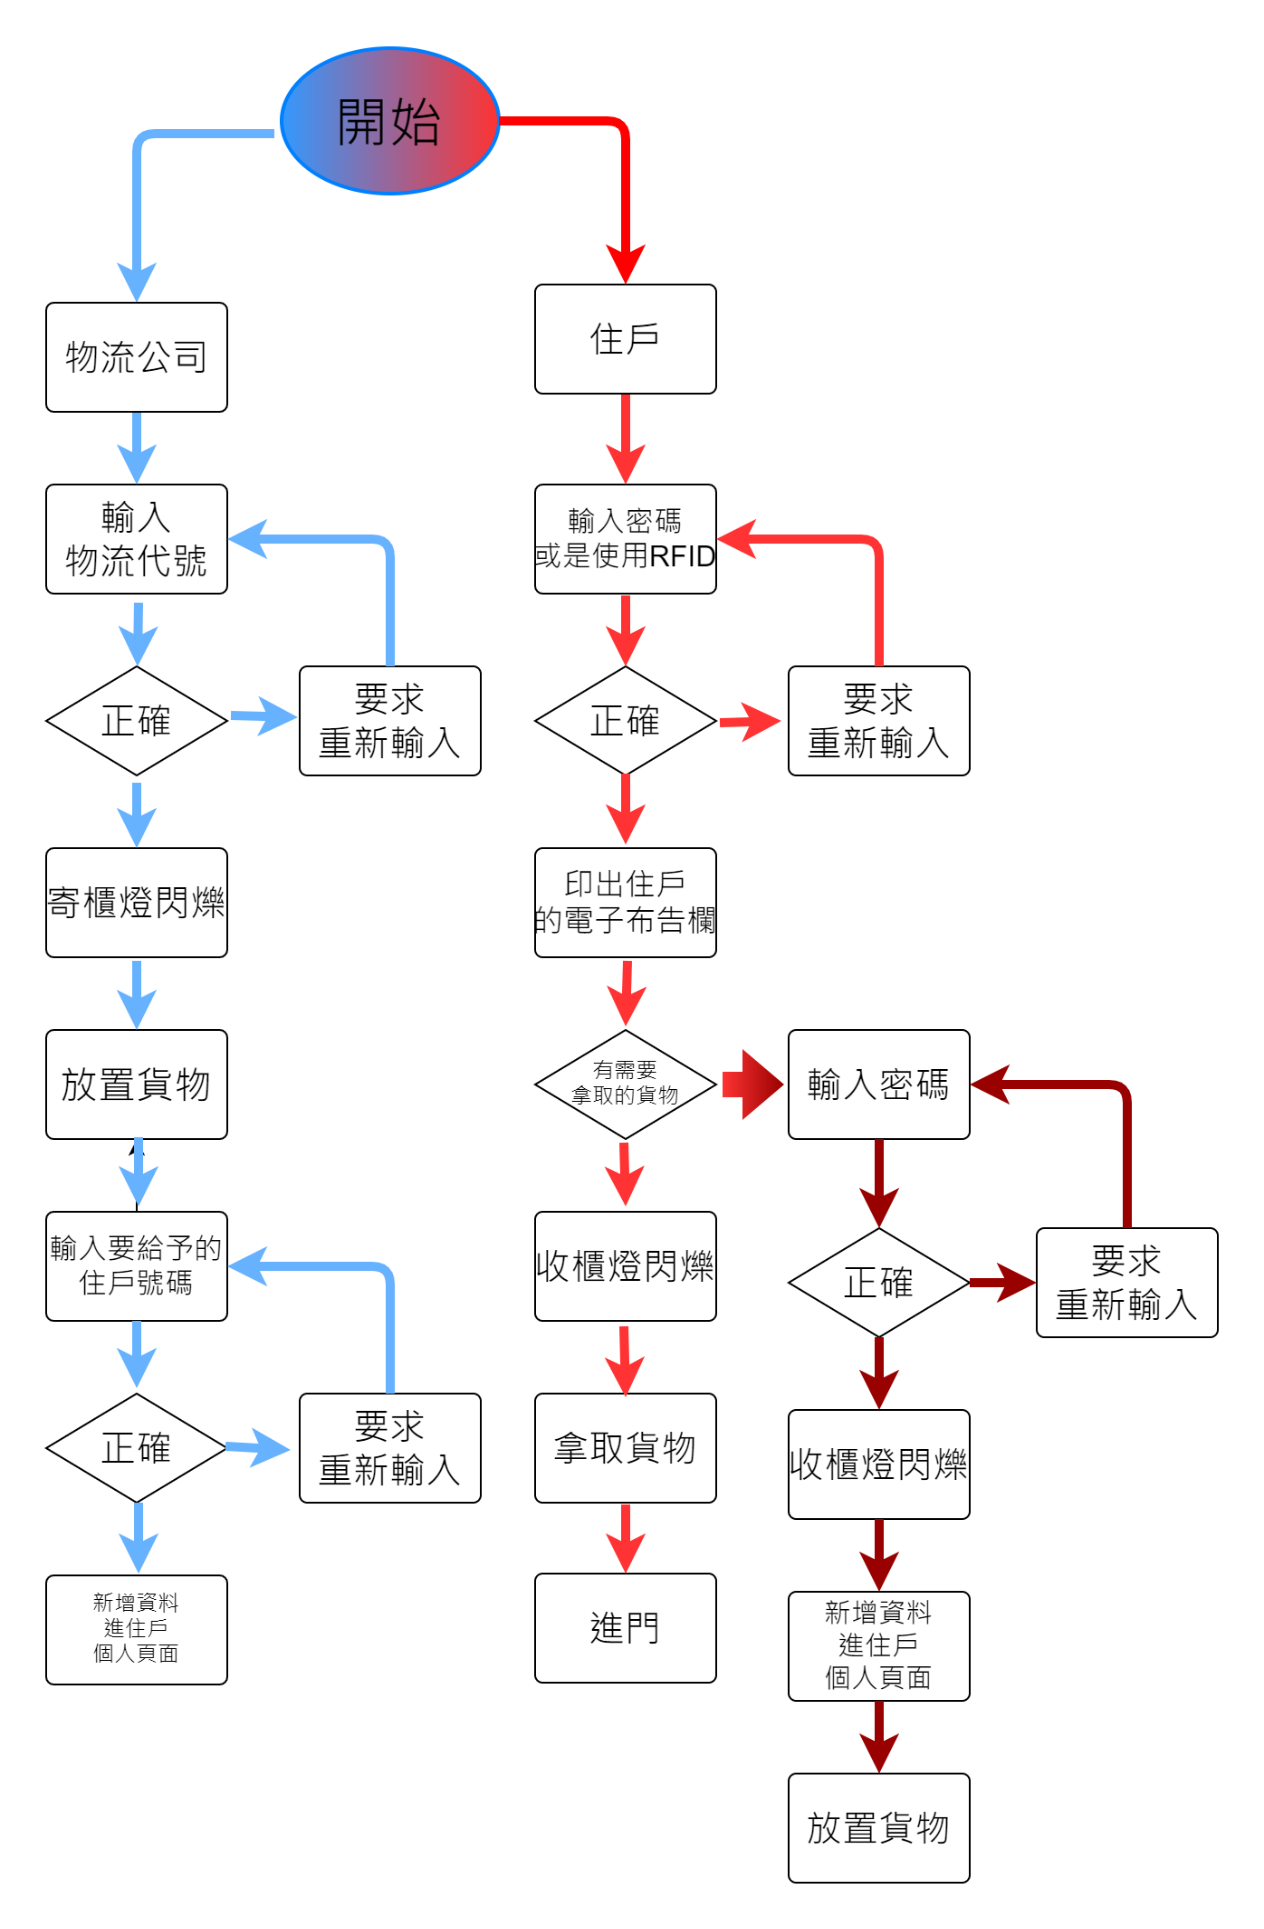 開始
物流公司
輸入
物流代號
正確
要求
重新輸入
寄櫃燈閃爍
放置貨物
輸入要給予的
住戶號碼
正確
要求
重新輸入
新增資料
進住戶
個人頁面
住戶
輸入密碼
或是使用RFID
正確
要求
重新輸入
印出住戶
的電子布告欄
有需要
拿取的貨物
收櫃燈閃爍
拿取貨物
進門
輸入密碼
正確
要求
重新輸入
收櫃燈閃爍
新增資料
進住戶
個人頁面
放置貨物